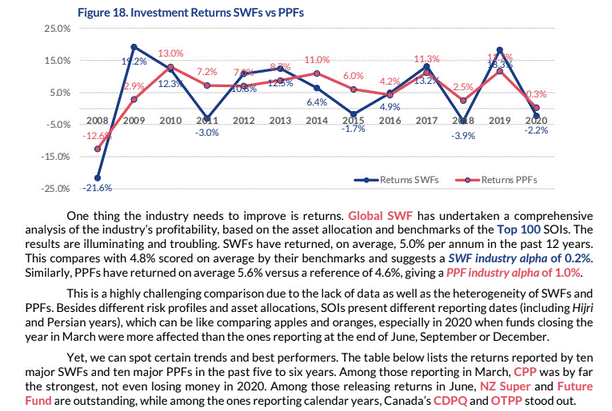 Figure 18. Investment Returns SWFs vs PPFs
25.0%
15.0%
5.0%
-5.0%
-15.0%
-25.0%
2008 2009 2010 2011 2012 2013 2014 2015 2016 2017 2018 2019 2020
-21.6% 19.2% 12.3% -3.0% 10.8% 12.5% 6.4% -1.7% 4.9% 13.2% -3.9% -2.2%
-12.6% 2.9% 13.0% 7.2% 11.0% 6.0% 4.2% 11.3% 2.5% 0.3%
Returns SWFs Returns PPFs
One thing the industry needs to improve is returns. Global SWF has undertaken a comprehensive
analysis of the industry's profitability, based on the asset allocation and benchmarks of the Top 100 SOIs. The
results are illuminating and troubling. SWFs have returned, on average, 5.0% per annum in the past 12 years.
This compares with 4.8% scored on average by their benchmarks and suggests a SWF industry alpha of 0.2%.
Similarly, PPFs have returned on average 5.6% versus a reference of 4.6%, giving a PPF industry alpha of 1.0%.
This is a highly challenging comparison due to the lack of data as well as the heterogeneity of SWFs and
PPFs. Besides different risk profiles and asset allocations, SOIs present different reporting dates (including Hijri
and Persian years), which can be like comparing apples and oranges, especially in 2020 when funds closing the
year in March were more affected than the ones reporting at the end of June, September or December.
Yet, we can spot certain trends and best performers. The table below lists the returns reported by ten
major SWFs and ten major PPFs in the past five to six years. Among those reporting in March, CPP was by far
the strongest, not even losing money in 2020. Among those releasing returns in June, NZ Super and Future
Fund are outstanding, while among the ones reporting calendar years, Canada's CDPQ and OTPP stood out.